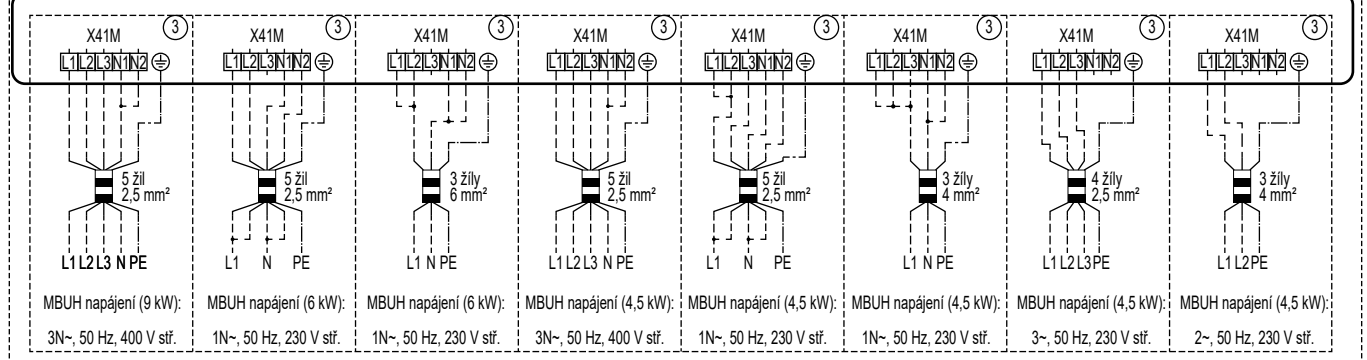 X41M 3 X41M 3 X41M 3 X41M 3 X41M 3 X41M 3 X41M 3 X41M 3
L1 L2 L3 N1 N2 L1 L2 L3 N1 N2 L1 L2 L3 N1 N2 L1 L2 L3 N1 N2 L1 L2 L3 N1 N2 L1 L2 L3 N1 N2 L1 L2 L3 N1 N2 L1 L2 L3 N1 N2
5 žil 5 žil 3 žíly 5 žil 5 žil 3 žíly 4 žíly 3 žíly
2,5 mm² 2,5 mm² 6 mm² 2,5 mm² 2,5 mm² 4 mm² 2,5 mm² 4 mm²
L1 L2 L3 N PE L1 N PE L1 N PE L1 L2 L3 N PE L1 N PE L1 N PE L1 L2 L3 PE L1 L2 PE
MBUH napájení (9 kW): MBUH napájení (6 kW): MBUH napájení (6 kW): MBUH napájení (4,5 kW): MBUH napájení (4,5 kW): MBUH napájení (4,5 kW): MBUH napájení (4,5 kW): MBUH napájení (4,5 kW):
3N~, 50 Hz, 400 V stř. 1N~, 50 Hz, 230 V stř. 1N~, 50 Hz, 230 V stř. 3N~, 50 Hz, 400 V stř. 1N~, 50 Hz, 230 V stř. 1N~, 50 Hz, 230 V stř. 3~, 50 Hz, 230 V stř. 2~, 50 Hz, 230 V stř.